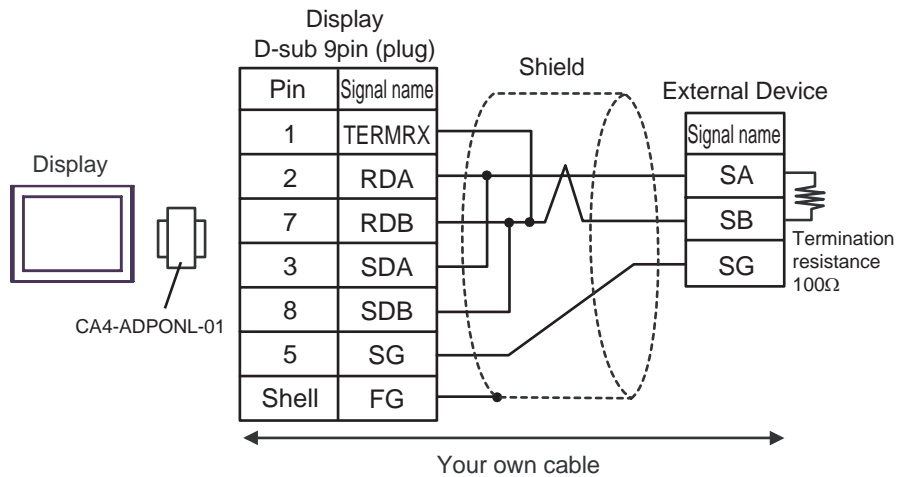 Display
D-sub 9pin (plug)
Shield
External Device
Pin Signal name
1 TERMRX
2 RDA
7 RDB
3 SDA
8 SDB
5 SG
Shell FG
Signal name
SA
SB
SG
Termination
resistance
100Ω
Display
CA4-ADPONL-01
Your own cable